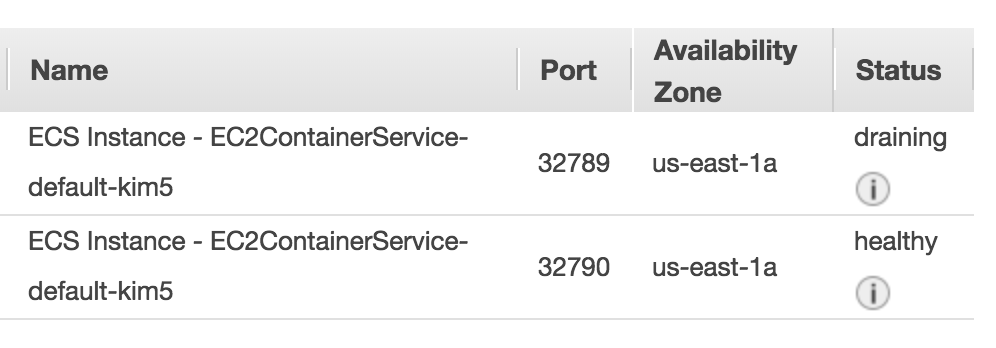 Name Port Availability Zone Status
ECS Instance - EC2ContainerService-
default-kim5 32789 us-east-1a draining
i
ECS Instance - EC2ContainerService-
default-kim5 32790 us-east-1a healthy
i